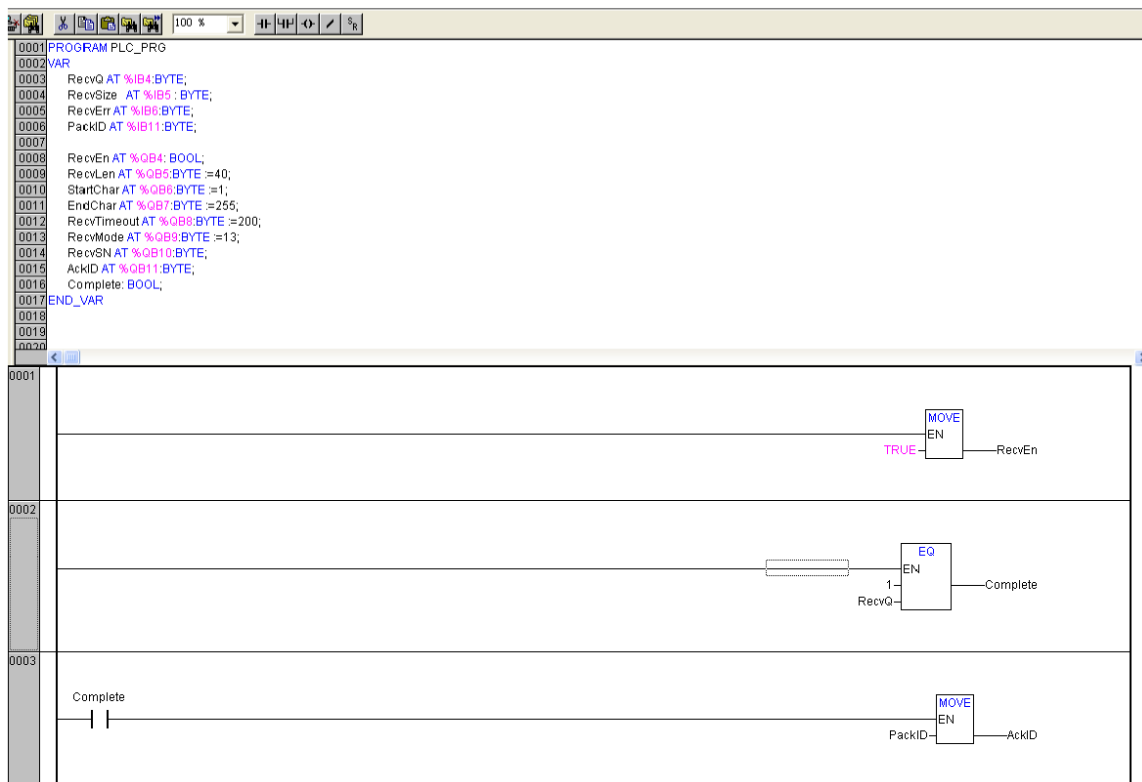 100 %
S R
0001 PROGRAM PLC_PRG
0002 VAR
0003 RecvQ AT %IB4:BYTE;
0004 RecvSize AT %IB5 : BYTE;
0005 RecvErr AT %IB6:BYTE;
0006 PackID AT %IB11:BYTE;
0007
0008 RecvEn AT %QB4: BOOL;
0009 RecvLen AT %QB5:BYTE :=40;
0010 StartChar AT %QB6:BYTE :=1;
0011 EndChar AT %QB7:BYTE :=255;
0012 RecvTimeout AT %QB8:BYTE :=200;
0013 RecvMode AT %QB9:BYTE :=13;
0014 RecvSN AT %QB10:BYTE;
0015 AckID AT %QB11:BYTE;
0016 Complete: BOOL;
0017 END_VAR
0018
0019
0020
0001
MOVE
EN
TRUE RecvEn
0002
EQ
EN
1 Complete
RecvQ
0003
Complete
MOVE
EN
PackID AckID